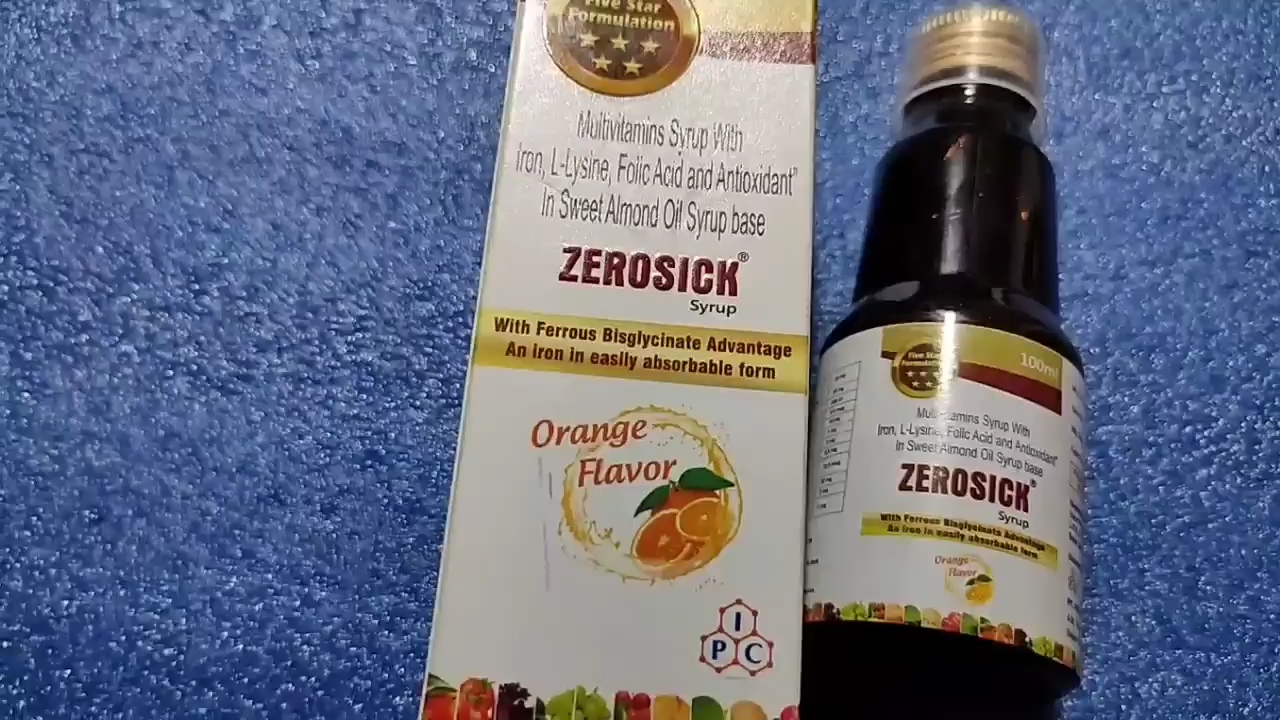 Five Star
Formulation
Multivitamins Syrup With
Iron, L-Lysine, Folic Acid and Antioxidant"
In Sweet Almond Oil Syrup base
ZEROSICK®
Syrup
With Ferrous Bisglycinate Advantage
An iron in easily absorbable form
Orange
Flavor
I
P C
Five Star
Formulation
100ml
Multivitamins Syrup With
Iron, L-Lysine, Folic Acid and Antioxidant"
In Sweet Almond Oil Syrup base
ZEROSICK®
Syrup
With Ferrous Bisglycinate Advantage
An iron in easily absorbable form
Orange
Flavor